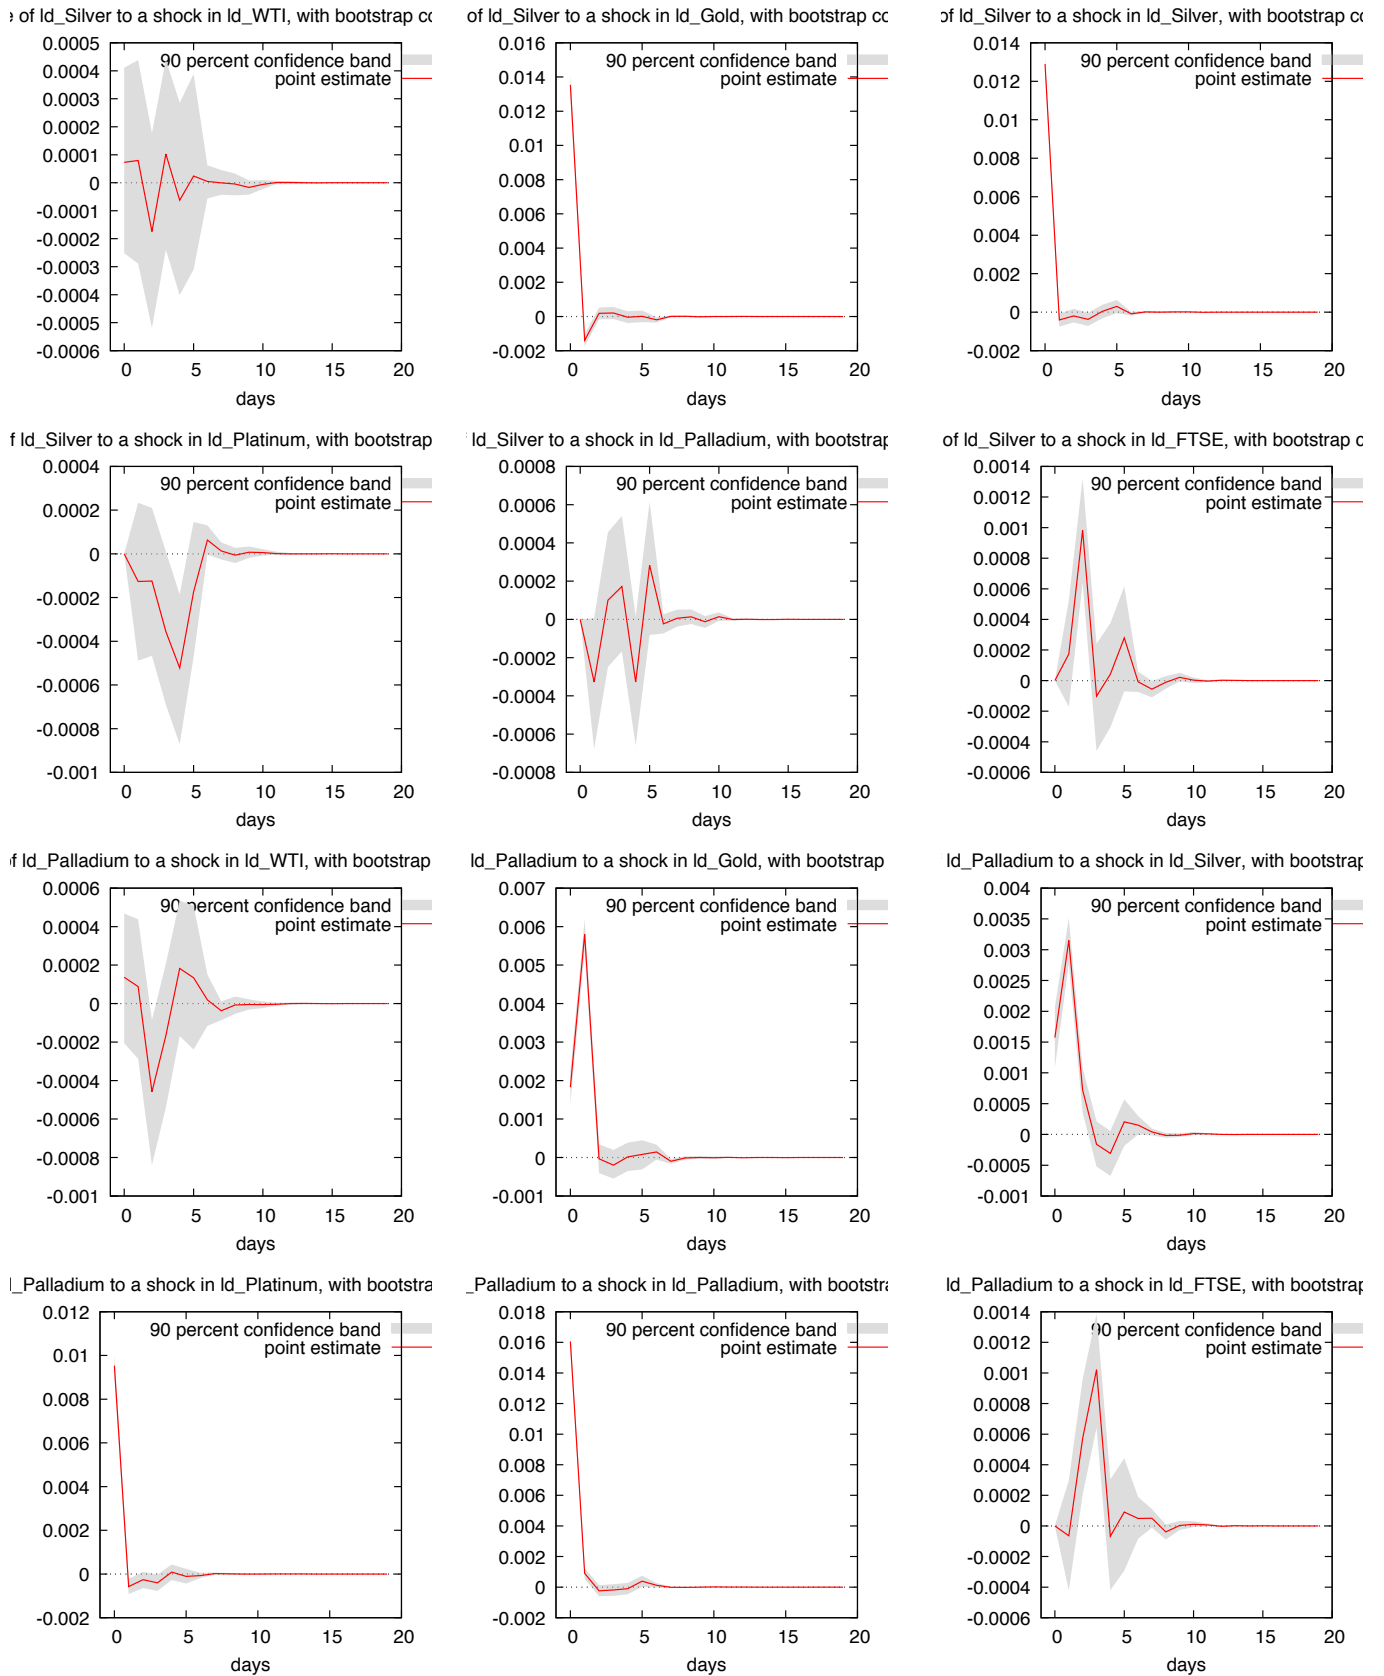 e of ld_Silver to a shock in ld_WTI, with bootstrap co
0.0005
0.0004
0.0003
0.0002
0.0001
0
-0.0001
-0.0002
-0.0003
-0.0004
-0.0005
-0.0006
0 5 10 15 20
days
90 percent confidence band
point estimate
of ld_Silver to a shock in ld_Gold, with bootstrap co
0.016
0.014
0.012
0.01
0.008
0.006
0.004
0.002
0
-0.002
0 5 10 15 20
days
90 percent confidence band
point estimate
of ld_Silver to a shock in ld_Silver, with bootstrap co
0.014
0.012
0.01
0.008
0.006
0.004
0.002
0
-0.002
0 5 10 15 20
days
90 percent confidence band
point estimate
f ld_Silver to a shock in ld_Platinum, with bootstrap
0.0004
0.0002
0
-0.0002
-0.0004
-0.0006
-0.0008
-0.001
0 5 10 15 20
days
90 percent confidence band
point estimate
ld_Silver to a shock in ld_Palladium, with bootstrap
0.0008
0.0006
0.0004
0.0002
0
-0.0002
-0.0004
-0.0006
-0.0008
0 5 10 15 20
days
90 percent confidence band
point estimate
of ld_Silver to a shock in ld_FTSE, with bootstrap c
0.0014
0.0012
0.001
0.0008
0.0006
0.0004
0.0002
0
-0.0002
-0.0004
-0.0006
0 5 10 15 20
days
90 percent confidence band
point estimate
of ld_Palladium to a shock in ld_WTI, with bootstrap
0.0006
0.0004
0.0002
0
-0.0002
-0.0004
-0.0006
-0.0008
-0.001
0 5 10 15 20
days
90 percent confidence band
point estimate
ld_Palladium to a shock in ld_Gold, with bootstrap
0.007
0.006
0.005
0.004
0.003
0.002
0.001
0
-0.001
0 5 10 15 20
days
90 percent confidence band
point estimate
ld_Palladium to a shock in ld_Silver, with bootstrap
0.004
0.0035
0.003
0.0025
0.002
0.0015
0.001
0.0005
0
-0.0005
-0.001
0 5 10 15 20
days
90 percent confidence band
point estimate
_Palladium to a shock in ld_Platinum, with bootstra
0.012
0.01
0.008
0.006
0.004
0.002
0
-0.002
0 5 10 15 20
days
90 percent confidence band
point estimate
_Palladium to a shock in ld_Palladium, with bootstra
0.018
0.016
0.014
0.012
0.01
0.008
0.006
0.004
0.002
0
-0.002
0 5 10 15 20
days
90 percent confidence band
point estimate
ld_Palladium to a shock in ld_FTSE, with bootstrap
0.0014
0.0012
0.001
0.0008
0.0006
0.0004
0.0002
0
-0.0002
-0.0004
-0.0006
0 5 10 15 20
days
90 percent confidence band
point estimate